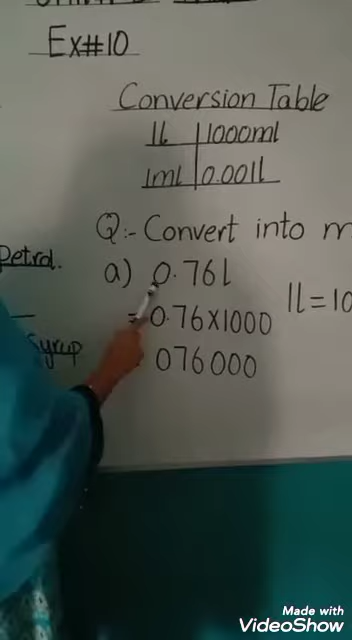 Ex#10
Conversion Table
1l 1000ml
1ml 0.001l
Q:- Convert into m
Petrol.
a) 0.76l
= 0.76x1000
1l=10
Syrup
076000
Made with
VideoShow